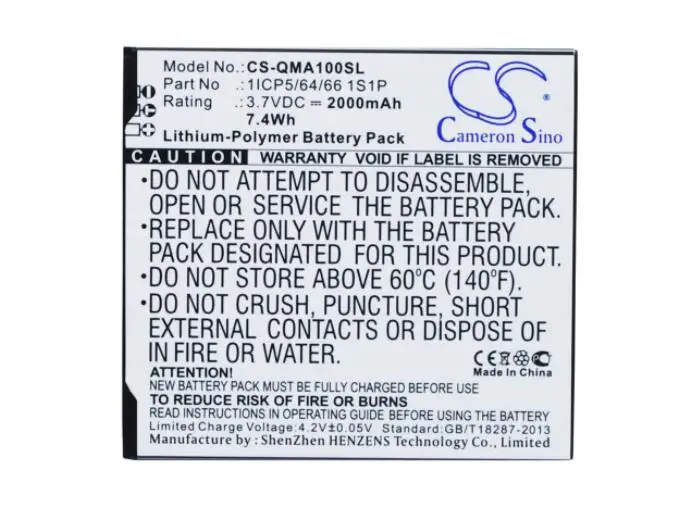 Model No.: CS-QMA100SL
Part No : 1ICP5/64/66 1S1P
Rating : 3.7VDC = 2000mAh
7.4Wh
Lithium-Polymer Battery Pack
CS
Cameron Sino
CAUTION WARRANTY VOID IF LABEL IS REMOVED
•DO NOT ATTEMPT TO DISASSEMBLE,
OPEN OR SERVICE THE BATTERY PACK.
•REPLACE ONLY WITH THE BATTERY
PACK DESIGNATED FOR THIS PRODUCT.
•DO NOT STORE ABOVE 60°C (140°F).
•DO NOT CRUSH, PUNCTURE, SHORT
EXTERNAL CONTACTS OR DISPOSE OF
IN FIRE OR WATER.
CE
Made In China
ATTENTION!
NEW BATTERY PACK MUST BE FULLY CHARGED BEFORE USE
TO REDUCE RISK OF FIRE OR BURNS
READ INSTRUCTIONS IN OPERATING GUIDE BEFORE BEFORE USING
Limited Charge Voltage: 4.2V±0.05V Standard: GB/T18287-2013
Manufacturer: ShenZhen HENZENS Technology Co., Limited